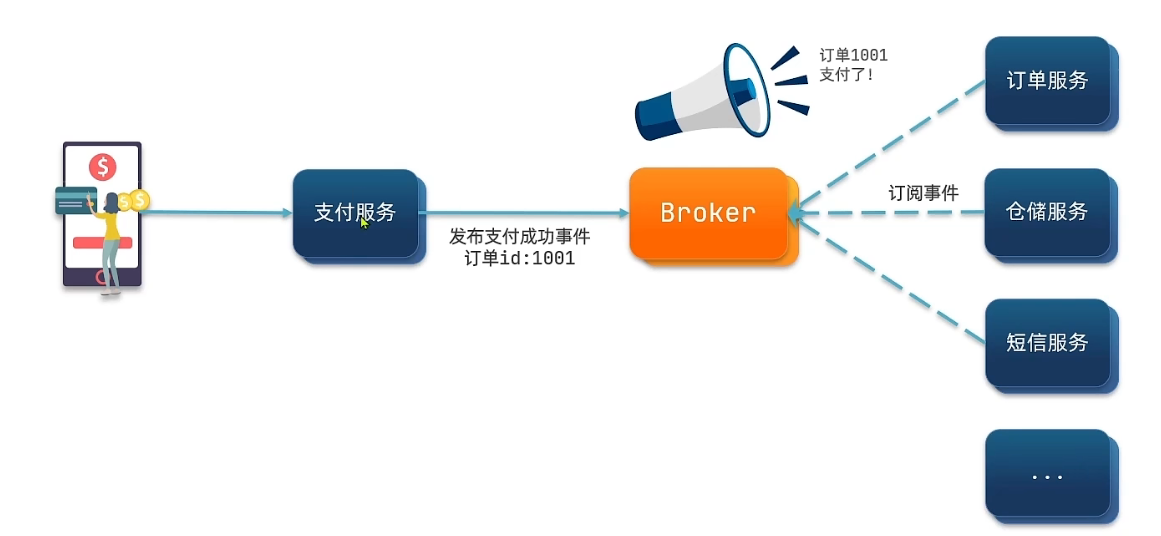 订单1001
支付了!
订单服务
$
$
$
支付服务
Broker
订阅事件
仓储服务
发布支付成功事件
订单id:1001
短信服务
...